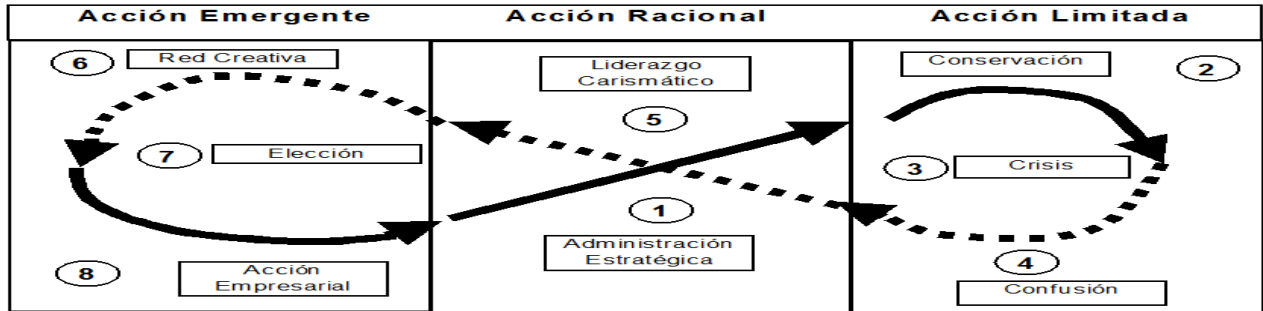 Acción Emergente
Acción Racional
Acción Limitada
6
Red Creativa
Liderazgo
Carismático
Conservación
2
5
7
Elección
3
Crisis
1
Administración
Estratégica
8
Acción
Empresarial
4
Confusión